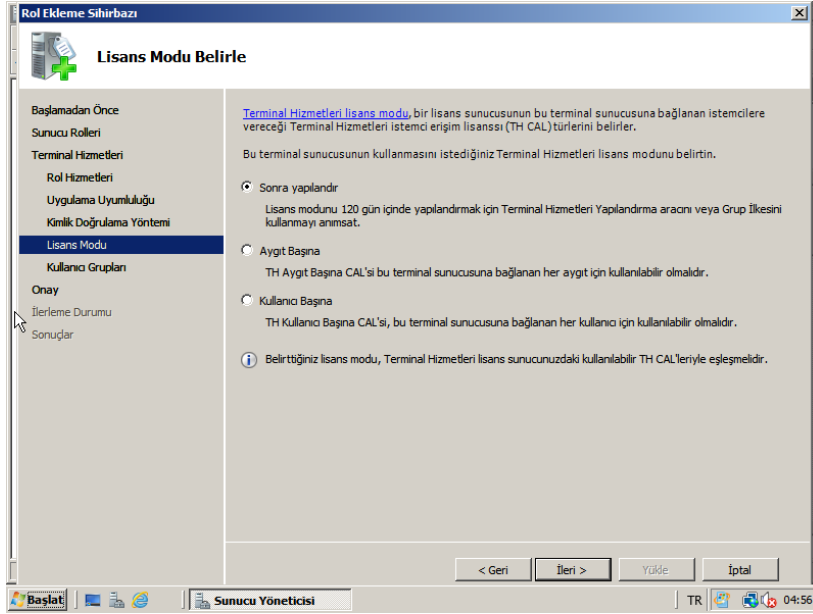 Rol Ekleme Sihirbazı
Lisans Modu Belirle
Başlamadan Önce
Sunucu Rolleri
Terminal Hizmetleri
Rol Hizmetleri
Uygulama Uyumluluğu
Kimlik Doğrulama Yöntemi
Lisans Modu
Kullanıcı Grupları
Onay
İlerleme Durumu
Sonuçlar
Terminal Hizmetleri lisans modu, bir lisans sunucusunun bu terminal sunucusuna bağlanan istemcilere
vereceği Terminal Hizmetleri istemci erişim lisanssı (TH CAL) türlerini belirler.
Bu terminal sunucusunun kullanmasını istediğiniz Terminal Hizmetleri lisans modunu belirtin.
Sonra yapılandır
Lisans modunu 120 gün içinde yapılandırmak için Terminal Hizmetleri Yapılandırma aracını veya Grup İlkesini
kullanmayı anımsat.
Aygıt Başına
TH Aygıt Başına CAL'si bu terminal sunucusuna bağlanan her aygıt için kullanılabilir olmalıdır.
Kullanıcı Başına
TH Kullanıcı Başına CAL'si, bu terminal sunucusuna bağlanan her kullanıcı için kullanılabilir olmalıdır.
Belirttiğiniz lisans modu, Terminal Hizmetleri lisans sunucunuzdaki kullanılabilir TH CAL'leriyle eşleşmelidir.
< Geri
İleri >
Yükle
İptal
Başlat
Sunucu Yöneticisi
TR
04:56